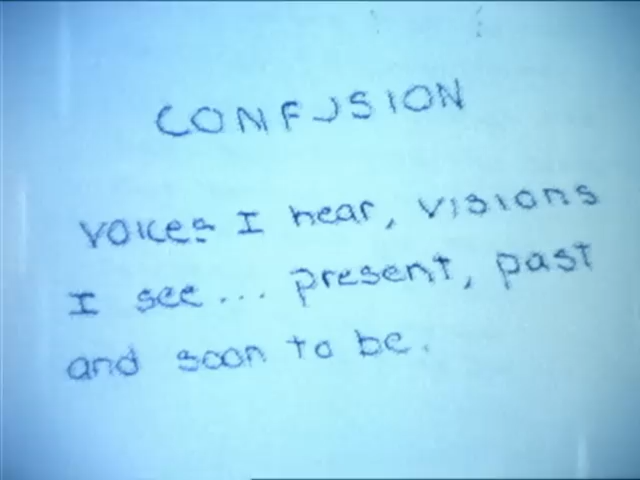 CONFUSION
Voices I hear, visions
I see... present, past
and soon to be.